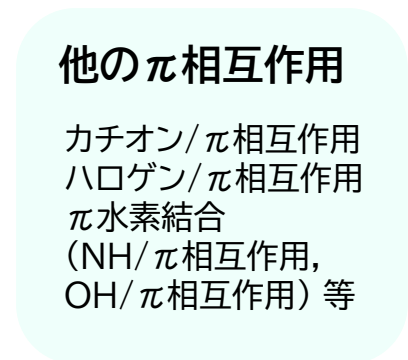 他のπ相互作用
カチオン/π相互作用
ハロゲン/π相互作用
π水素結合
（NH/π相互作用,
OH/π相互作用）等